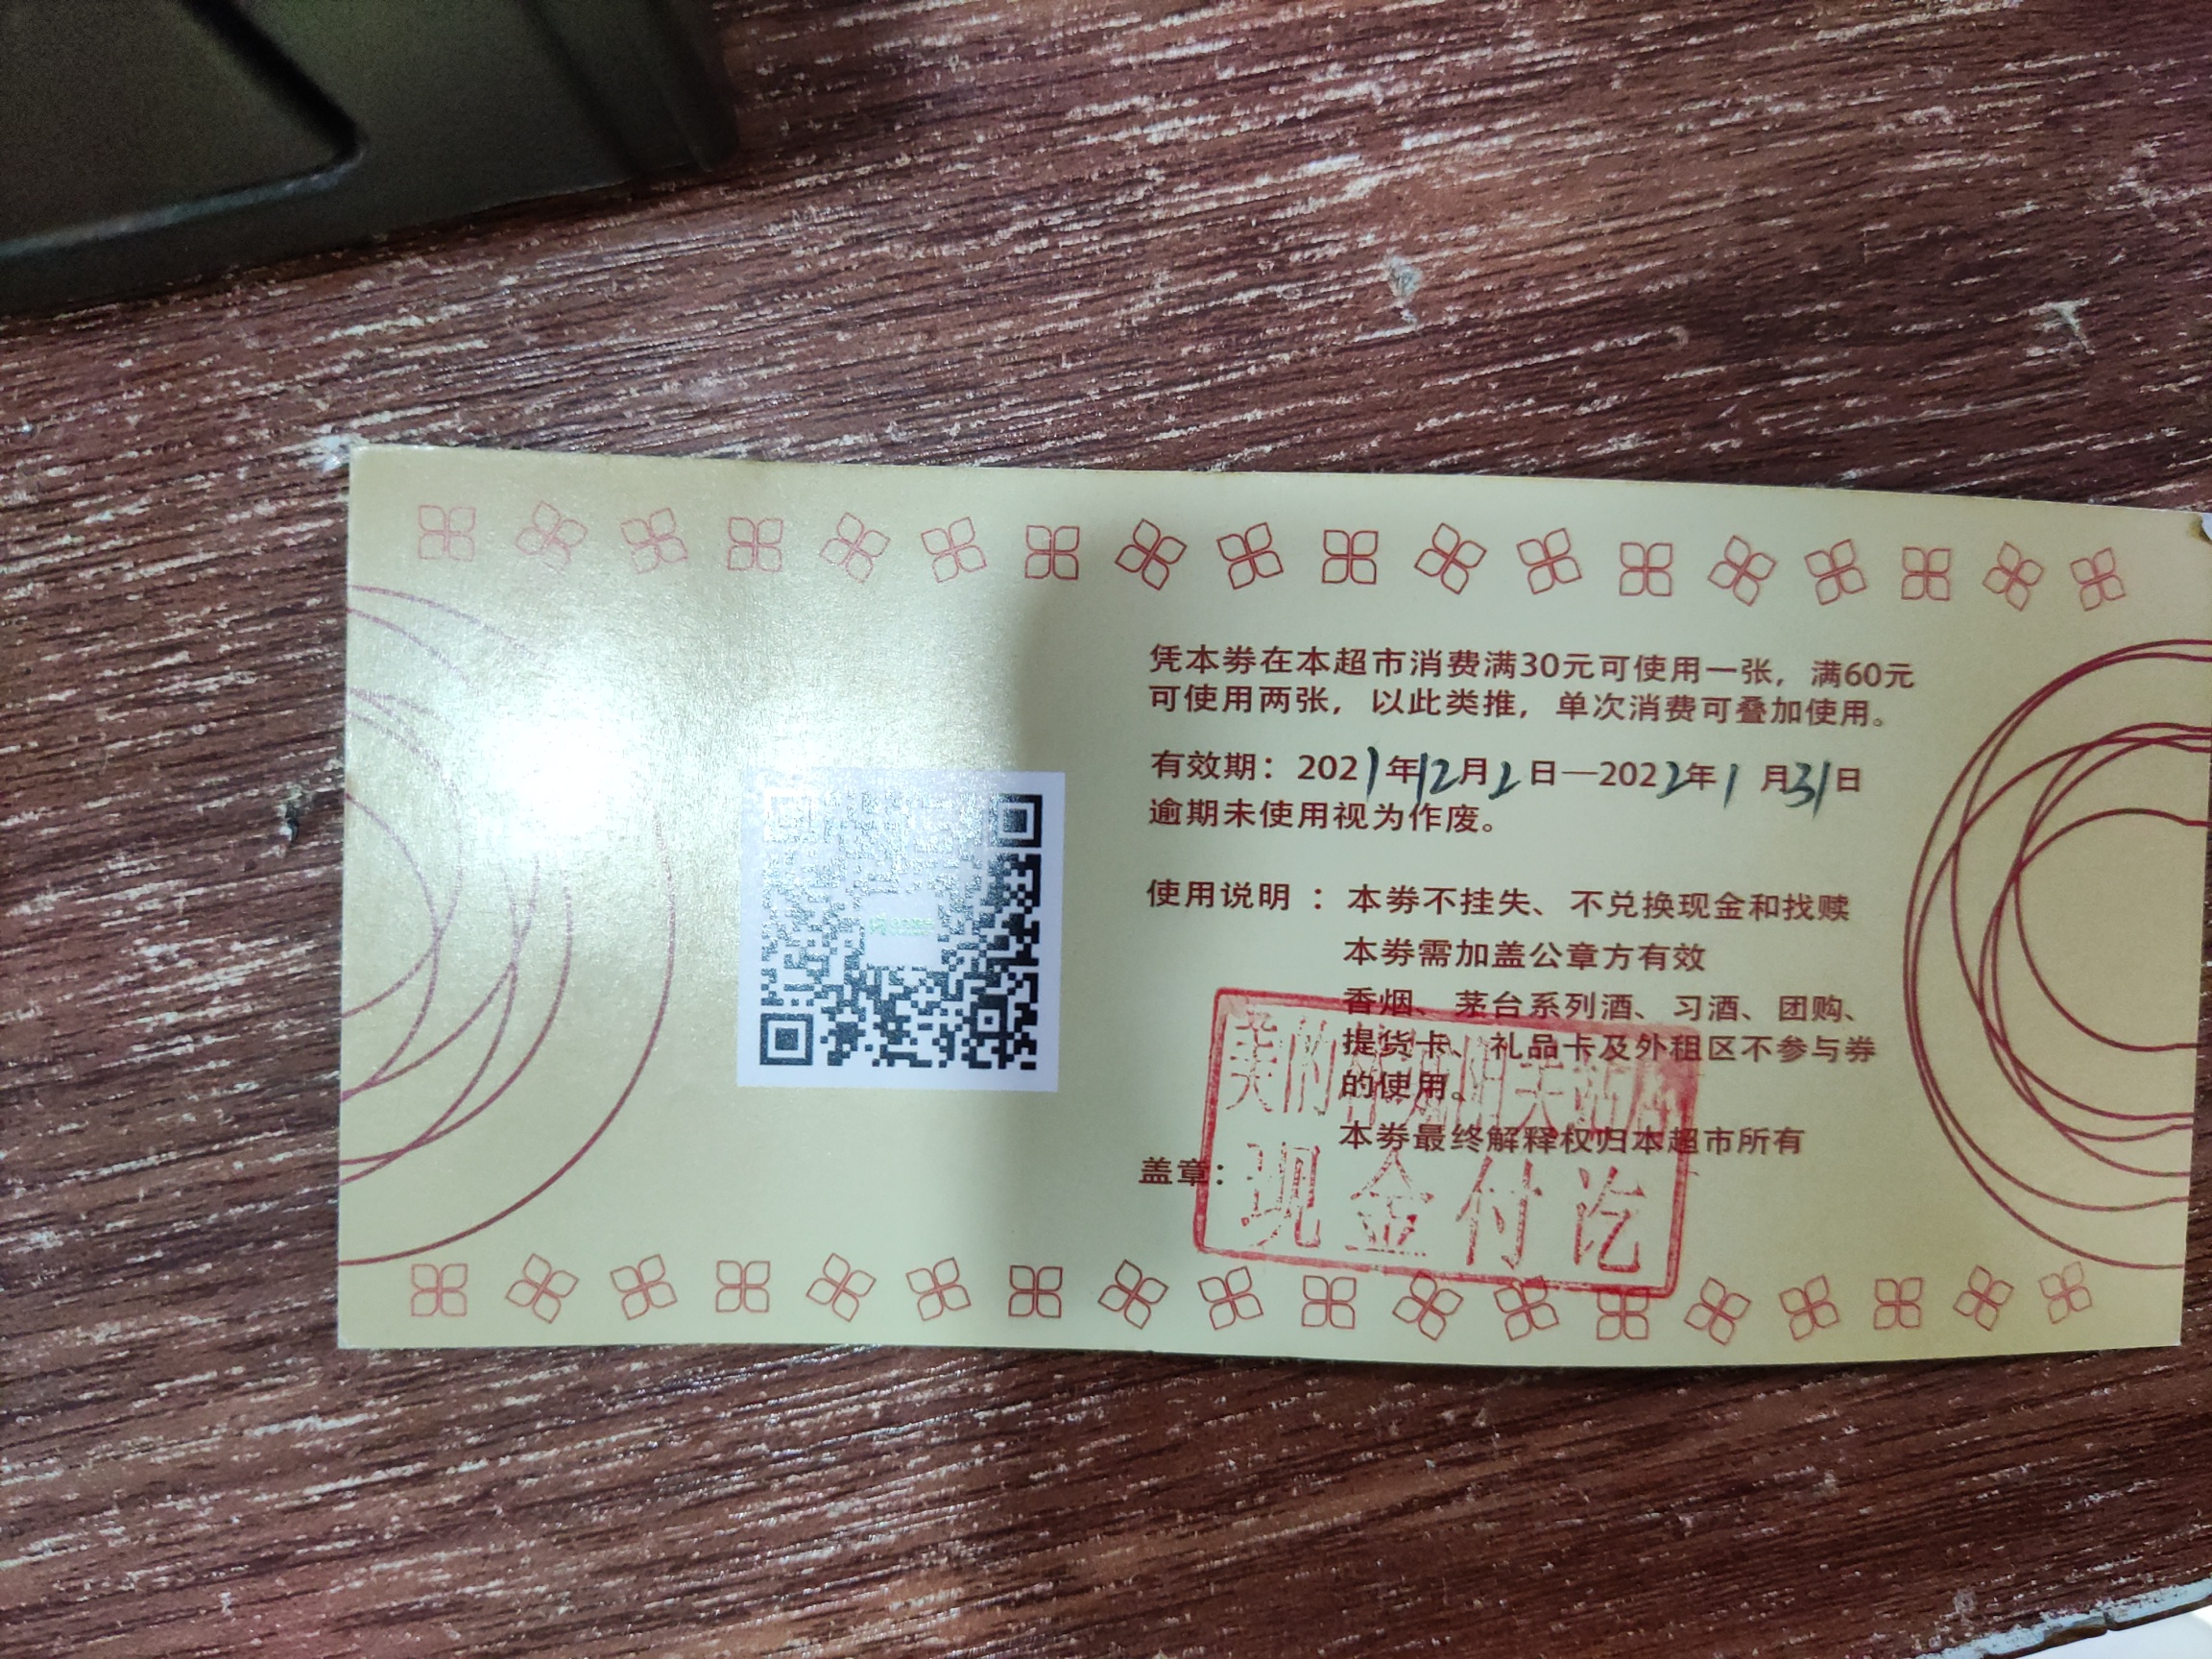 凭本券在本超市消费满30元可使用一张，满60元
可使用两张，以此类推，单次消费可叠加使用。
有效期：2021年12月2日—2022年1月31日
逾期未使用视为作废。
使用说明：本券不挂失、不兑换现金和找赎
本券需加盖公章方有效
香烟、茅台系列酒、习酒、团购、
提货卡、礼品卡及外租区不参与券
的使用。
本券最终解释权归本超市所有
盖章：
美的
现金付讫